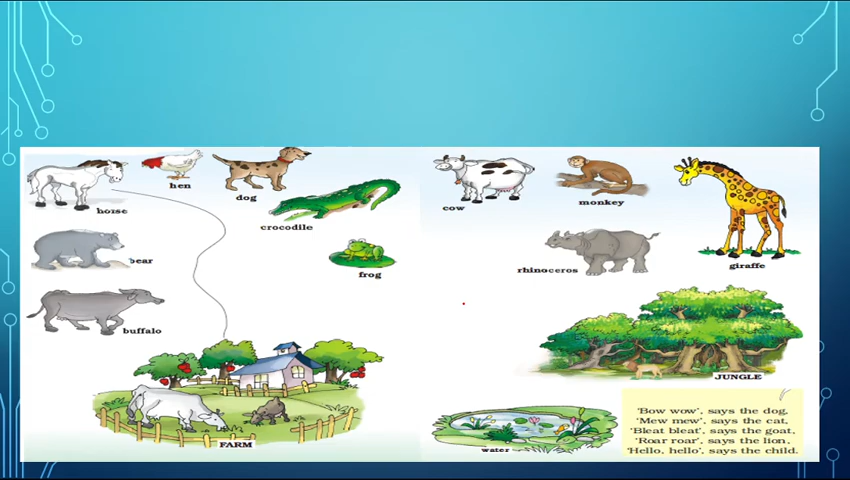 hen
dog
horse
crocodile
cow
monkey
bear
frog
rhinoceros
giraffe
buffalo
JUNGLE
FARM
water
'Bow wow', says the dog,
'Mew mew', says the cat,
'Bleat bleat', says the goat,
'Roar roar', says the lion,
'Hello, hello', says the child.